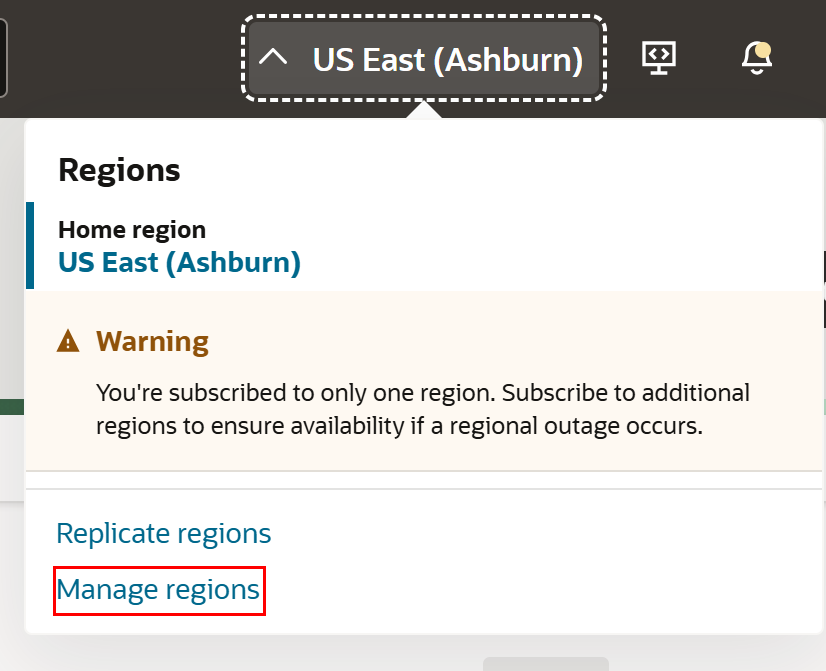 US East (Ashburn)
Regions
Home region
US East (Ashburn)
Warning
You're subscribed to only one region. Subscribe to additional
regions to ensure availability if a regional outage occurs.
Replicate regions
Manage regions